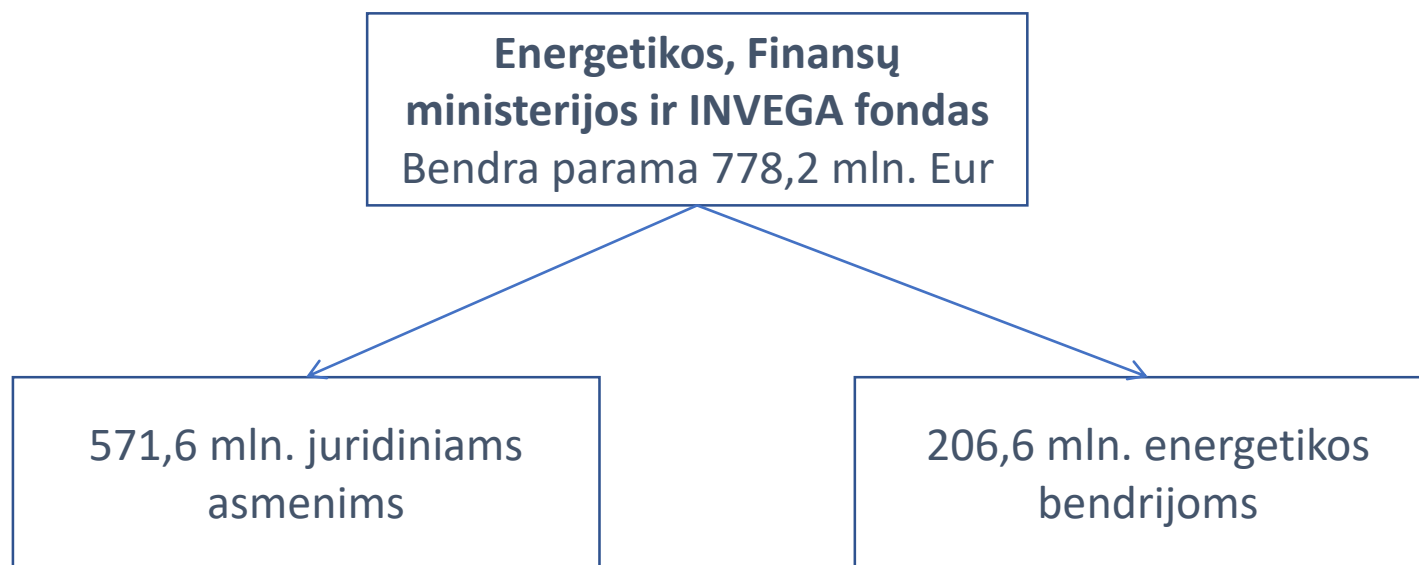 Energetikos, Finansų
ministerijos ir INVEGA fondas
Bendra parama 778,2 mln. Eur
571,6 mln. juridiniams
asmenims
206,6 mln. energetikos
bendrijoms